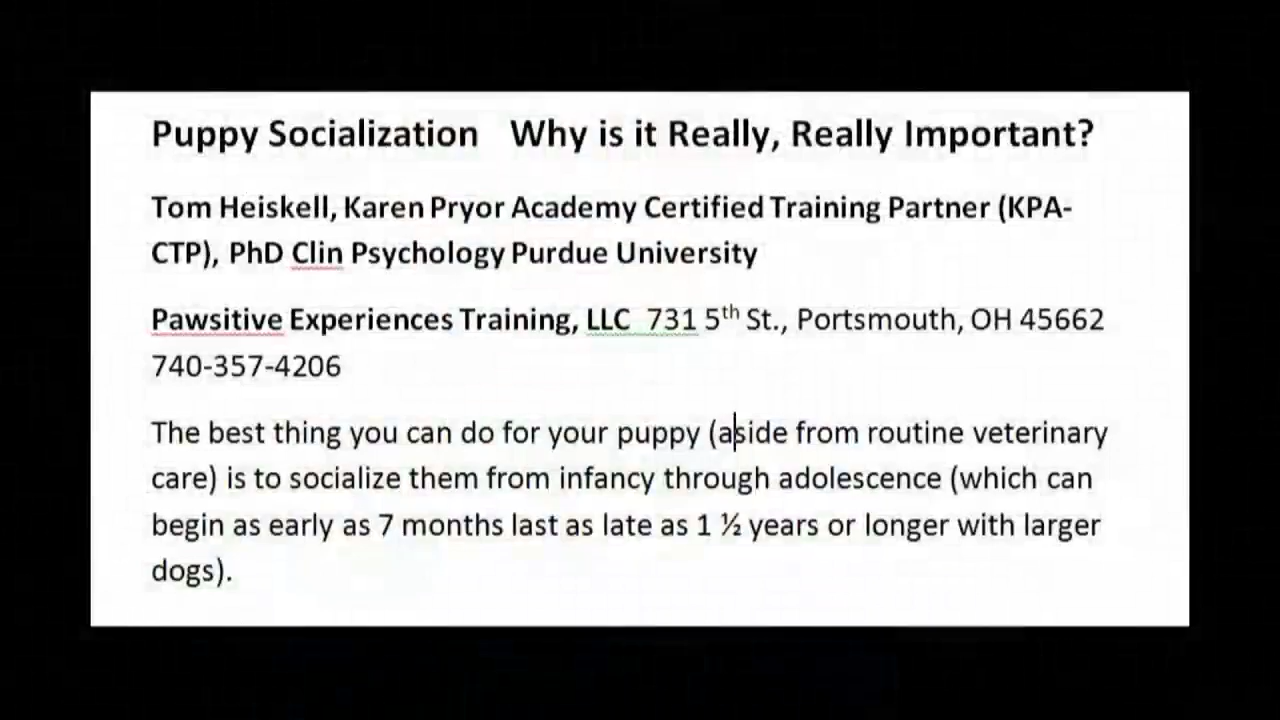 Puppy Socialization   Why is it Really, Really Important?
Tom Heiskell, Karen Pryor Academy Certified Training Partner (KPA-
CTP), PhD Clin Psychology Purdue University
Pawsitive Experiences Training, LLC  731 5th St., Portsmouth, OH 45662
740-357-4206
The best thing you can do for your puppy (aside from routine veterinary
care) is to socialize them from infancy through adolescence (which can
begin as early as 7 months last as late as 1 ½ years or longer with larger
dogs).